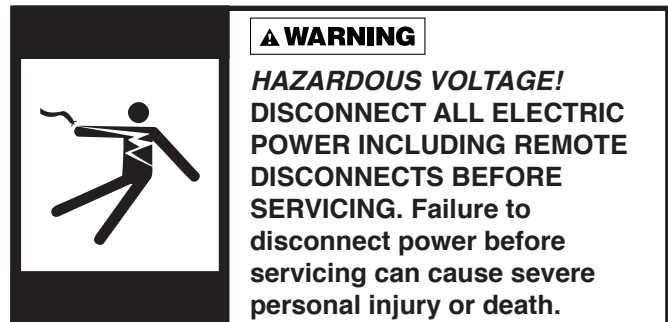 ⚠ WARNING
HAZARDOUS VOLTAGE!
DISCONNECT ALL ELECTRIC
POWER INCLUDING REMOTE
DISCONNECTS BEFORE
SERVICING. Failure to
disconnect power before
servicing can cause severe
personal injury or death.